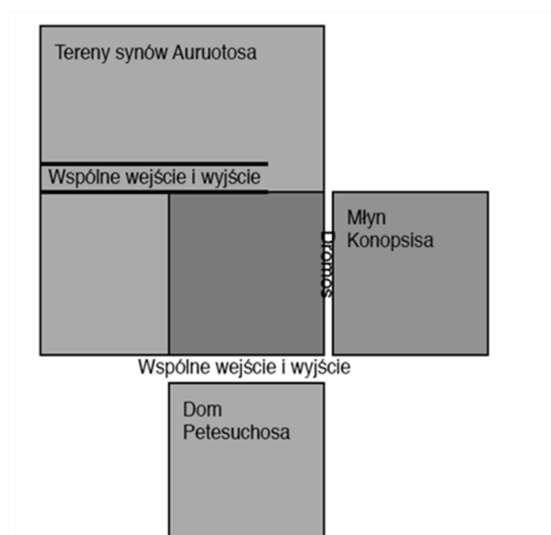 Tereny synów Auruotosa
Wspólne wejście i wyjście
Młyn
Konopsisa
Dromos
Wspólne wejście i wyjście
Dom
Petesuchosa